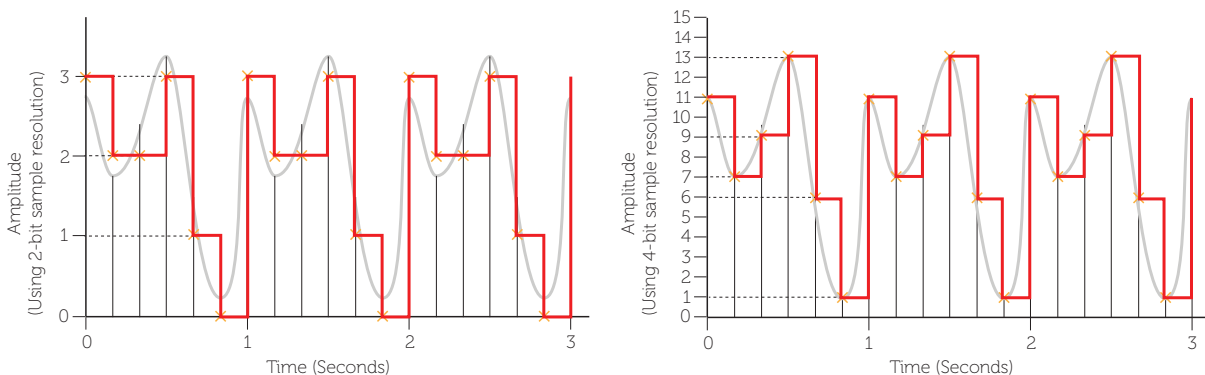 Amplitude
(Using 2-bit sample resolution)
3
2
1
0
0 1 2 3
Time (Seconds)
Amplitude
(Using 4-bit sample resolution)
15
14
13
12
11
10
9
8
7
6
5
4
3
2
1
0
0 1 2 3
Time (Seconds)